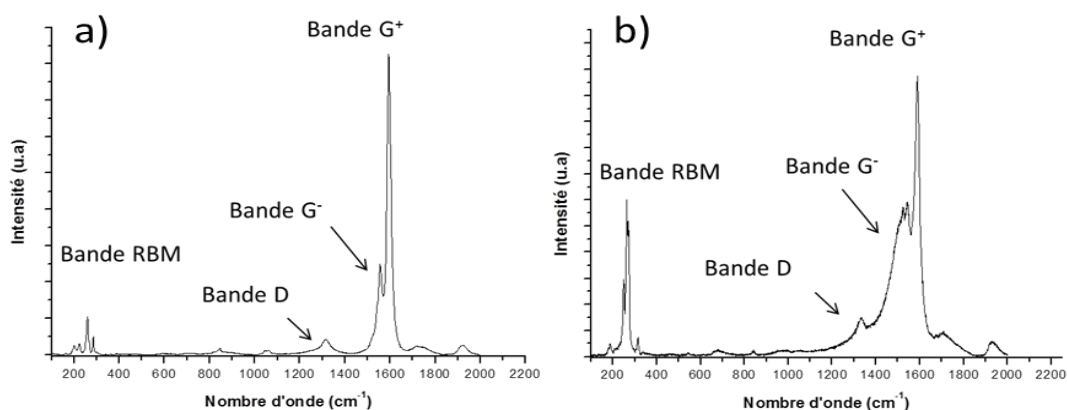 a)
Bande G⁺
Bande G⁻
Bande RBM
Bande D
Intensité (u.a)
200 400 600 800 1000 1200 1400 1600 1800 2000 2200
Nombre d'onde (cm⁻¹)
b)
Bande G⁺
Bande G⁻
Bande RBM
Bande D
Intensité (u.a)
200 400 600 800 1000 1200 1400 1600 1800 2000 2200
Nombre d'onde (cm⁻¹)